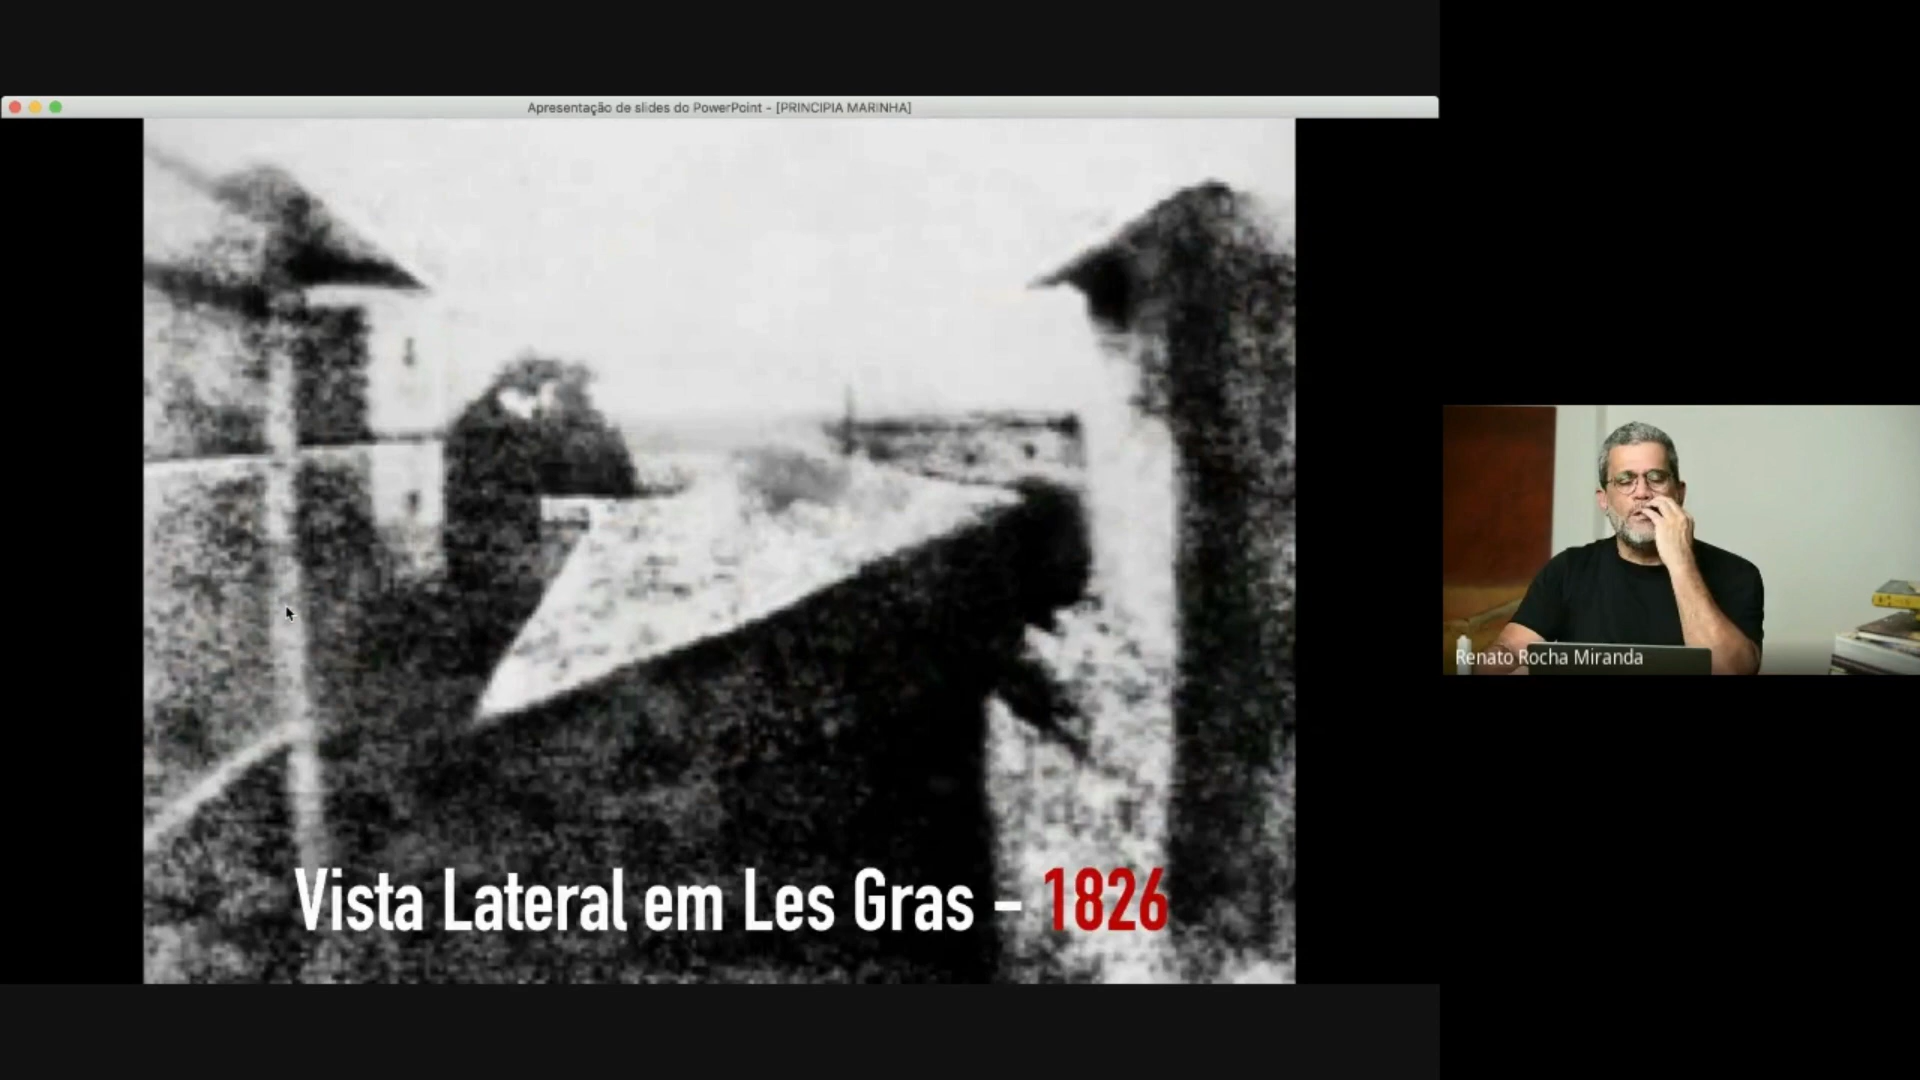 Apresentação de slides do PowerPoint - [PRINCIPIA MARINHA]
Vista Lateral em Les Gras - 1826
Renato Rocha Miranda